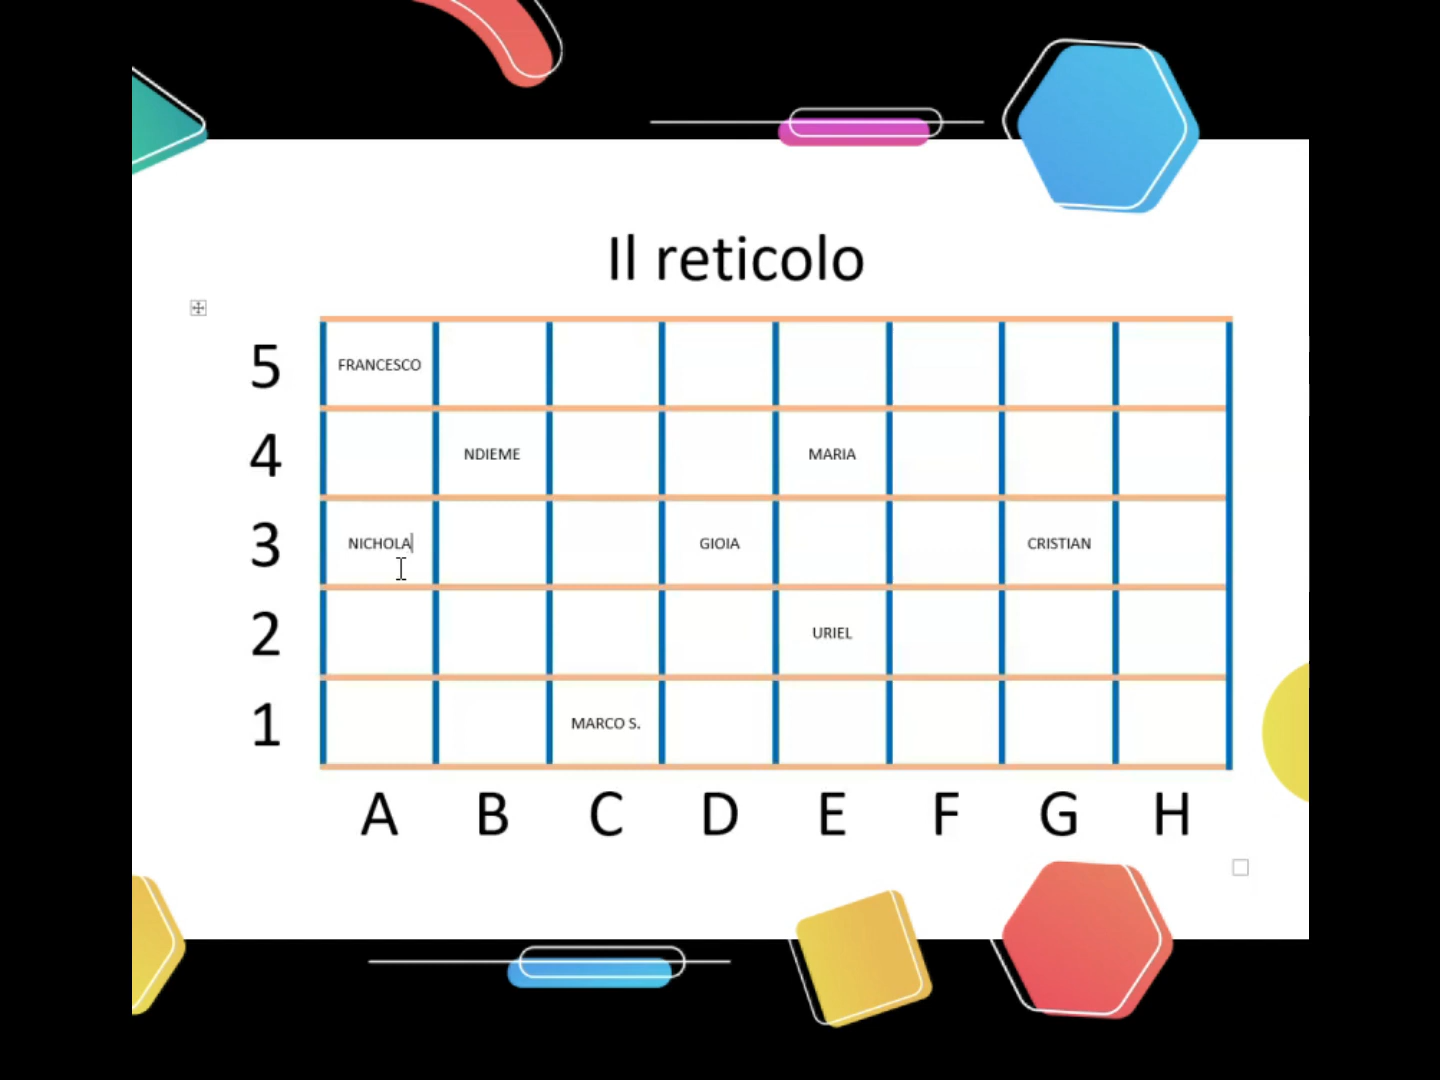 Il reticolo
5 FRANCESCO
4 NDIEME MARIA
3 NICHOLA GIOIA CRISTIAN
2 URIEL
1 MARCO S.
A B C D E F G H